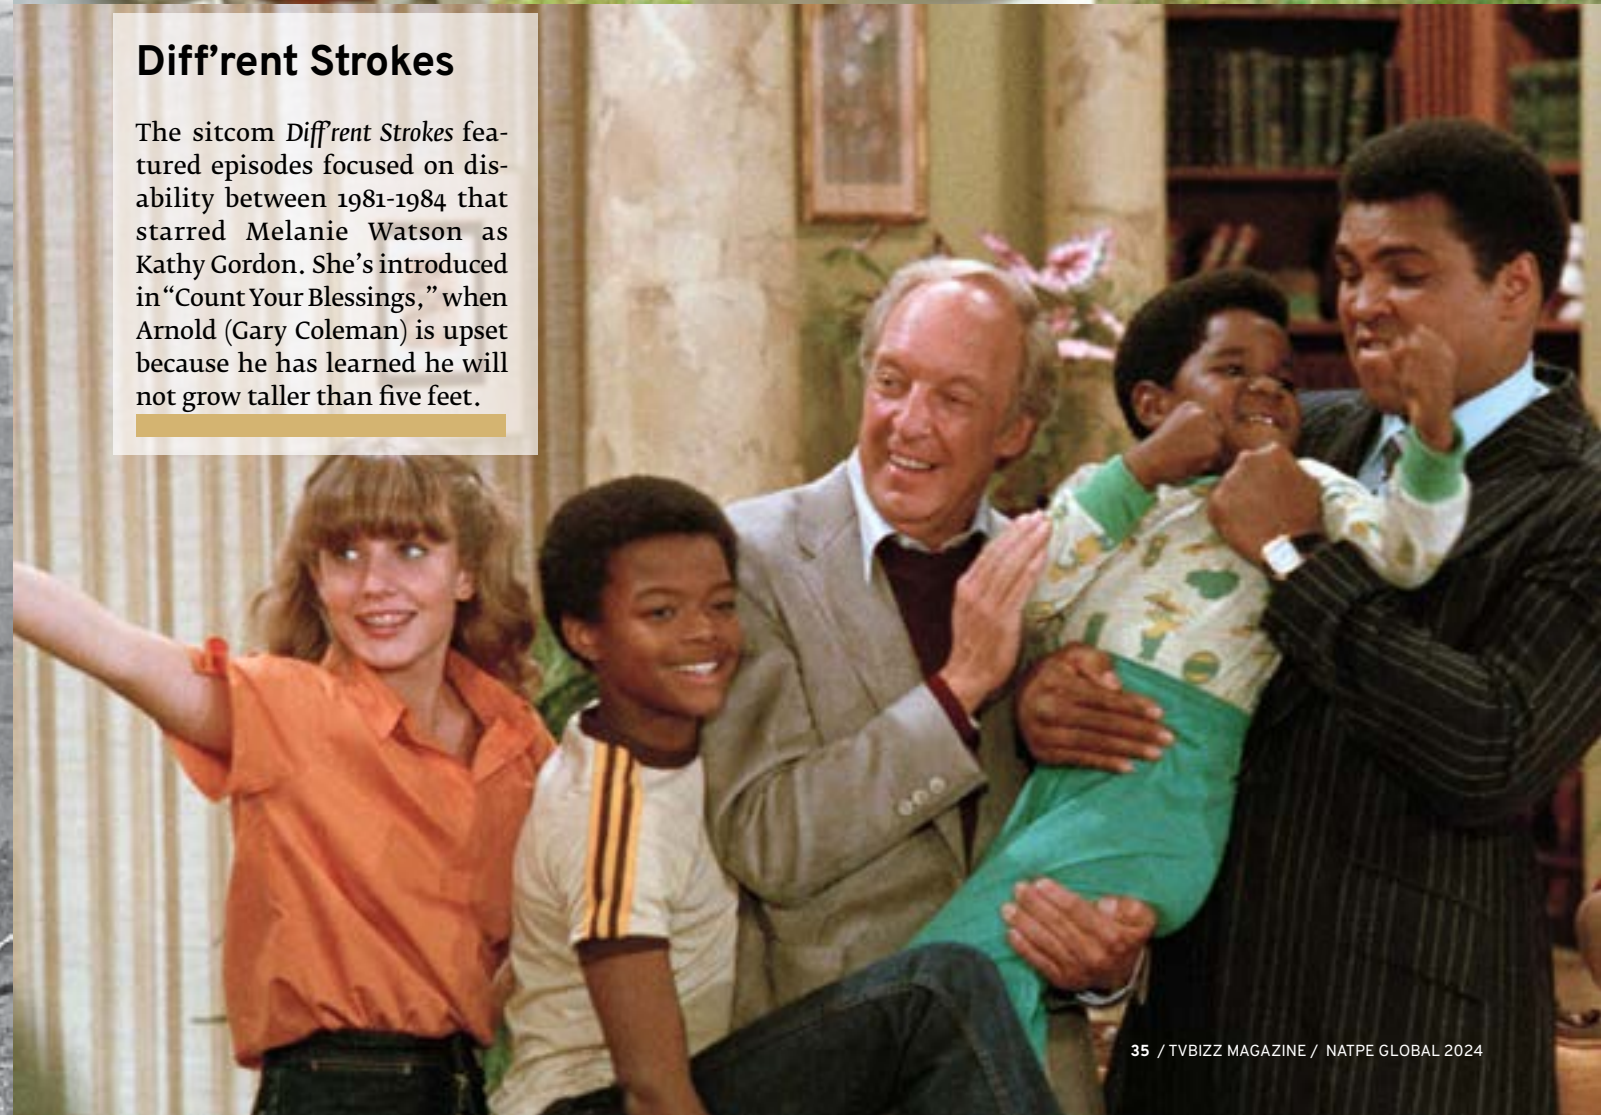 Diff’rent Strokes
The sitcom Diff’rent Strokes fea-
tured episodes focused on dis-
ability between 1981-1984 that
starred Melanie Watson as
Kathy Gordon. She’s introduced
in “Count Your Blessings,” when
Arnold (Gary Coleman) is upset
because he has learned he will
not grow taller than five feet.
35 / TVBIZZ MAGAZINE / NATPE GLOBAL 2024